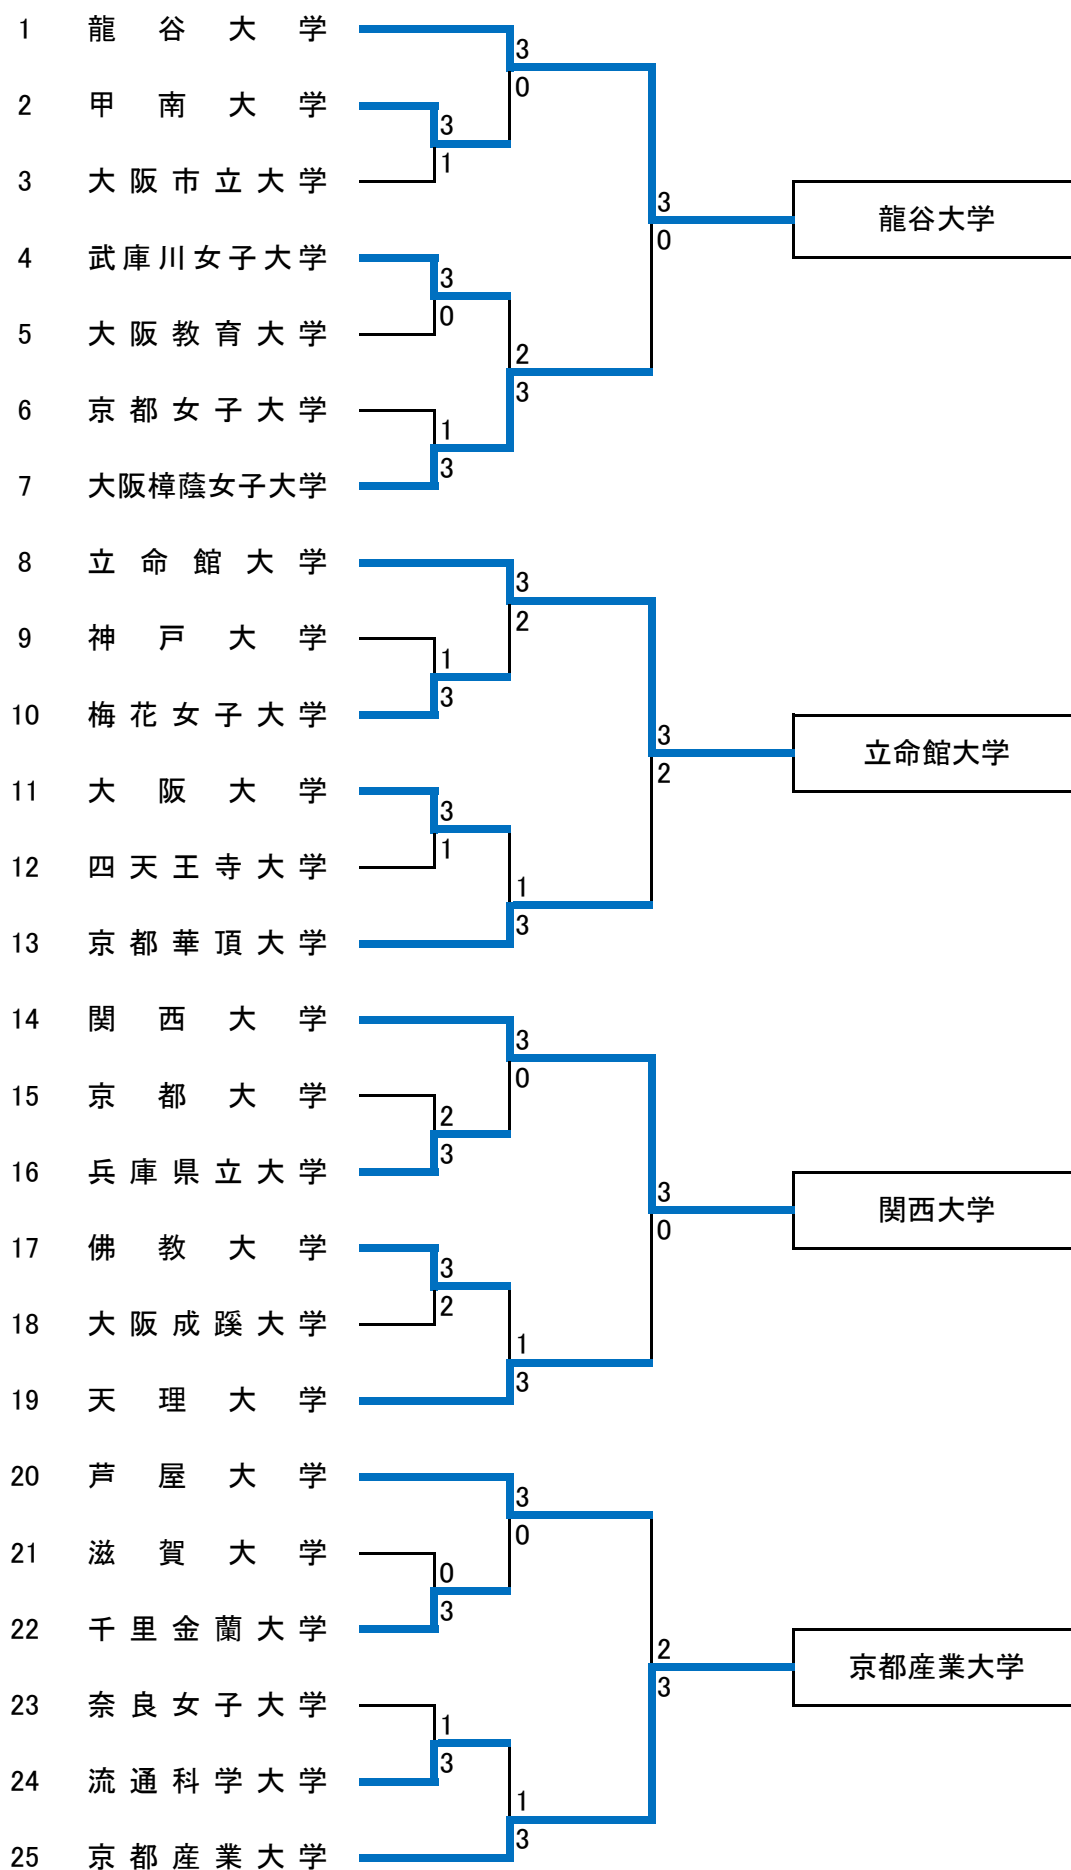 1 龍谷大学
3
0
2 甲南大学
3
1
3 大阪市立大学
3
0
龍谷大学
4 武庫川女子大学
3
0
5 大阪教育大学
2
3
6 京都女子大学
1
3
7 大阪樟蔭女子大学
8 立命館大学
3
2
9 神戸大学
1
3
10 梅花女子大学
3
2
立命館大学
11 大阪大学
3
1
12 四天王寺大学
1
3
13 京都華頂大学
14 関西大学
3
0
15 京都大学
2
3
16 兵庫県立大学
3
0
関西大学
17 佛教大学
3
2
18 大阪成蹊大学
1
3
19 天理大学
20 芦屋大学
3
0
21 滋賀大学
0
3
22 千里金蘭大学
2
3
京都産業大学
23 奈良女子大学
1
3
24 流通科学大学
1
3
25 京都産業大学